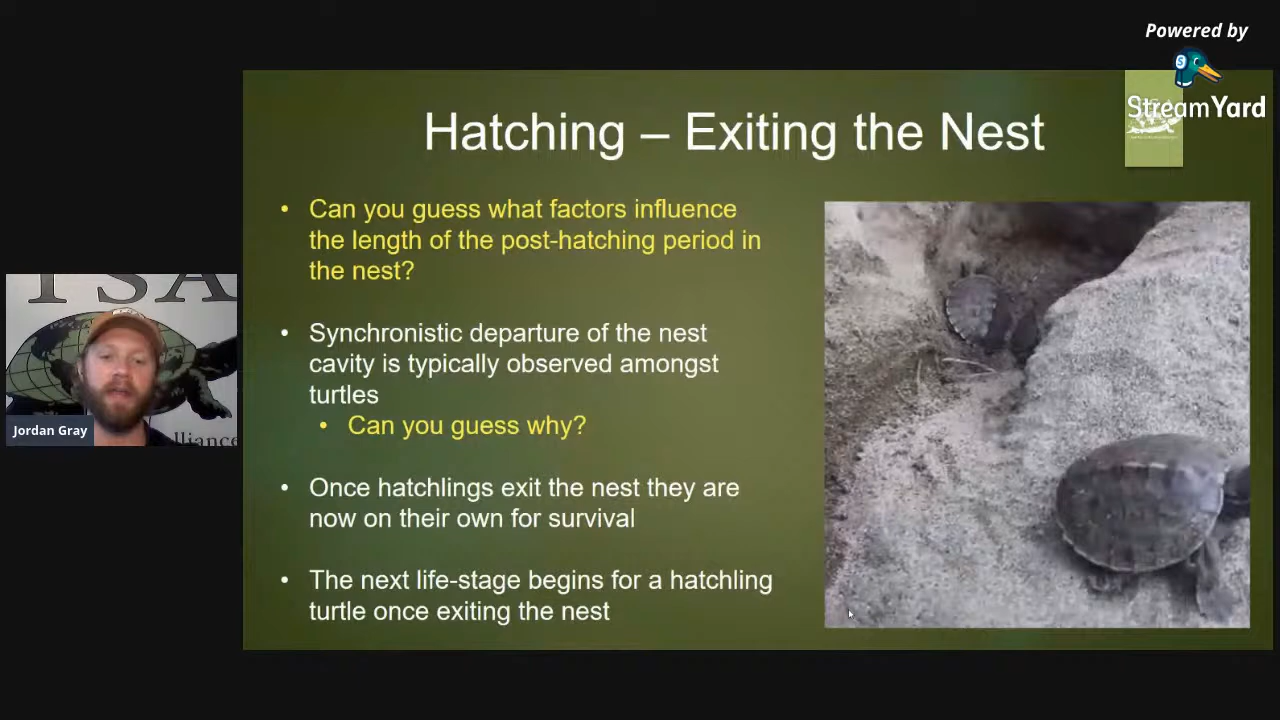 Powered by
StreamYard
Hatching – Exiting the Nest
• Can you guess what factors influence
the length of the post-hatching period in
the nest?
• Synchronistic departure of the nest
cavity is typically observed amongst
turtles
• Can you guess why?
• Once hatchlings exit the nest they are
now on their own for survival
• The next life-stage begins for a hatchling
turtle once exiting the nest
TSA
Jordan Gray
lliance